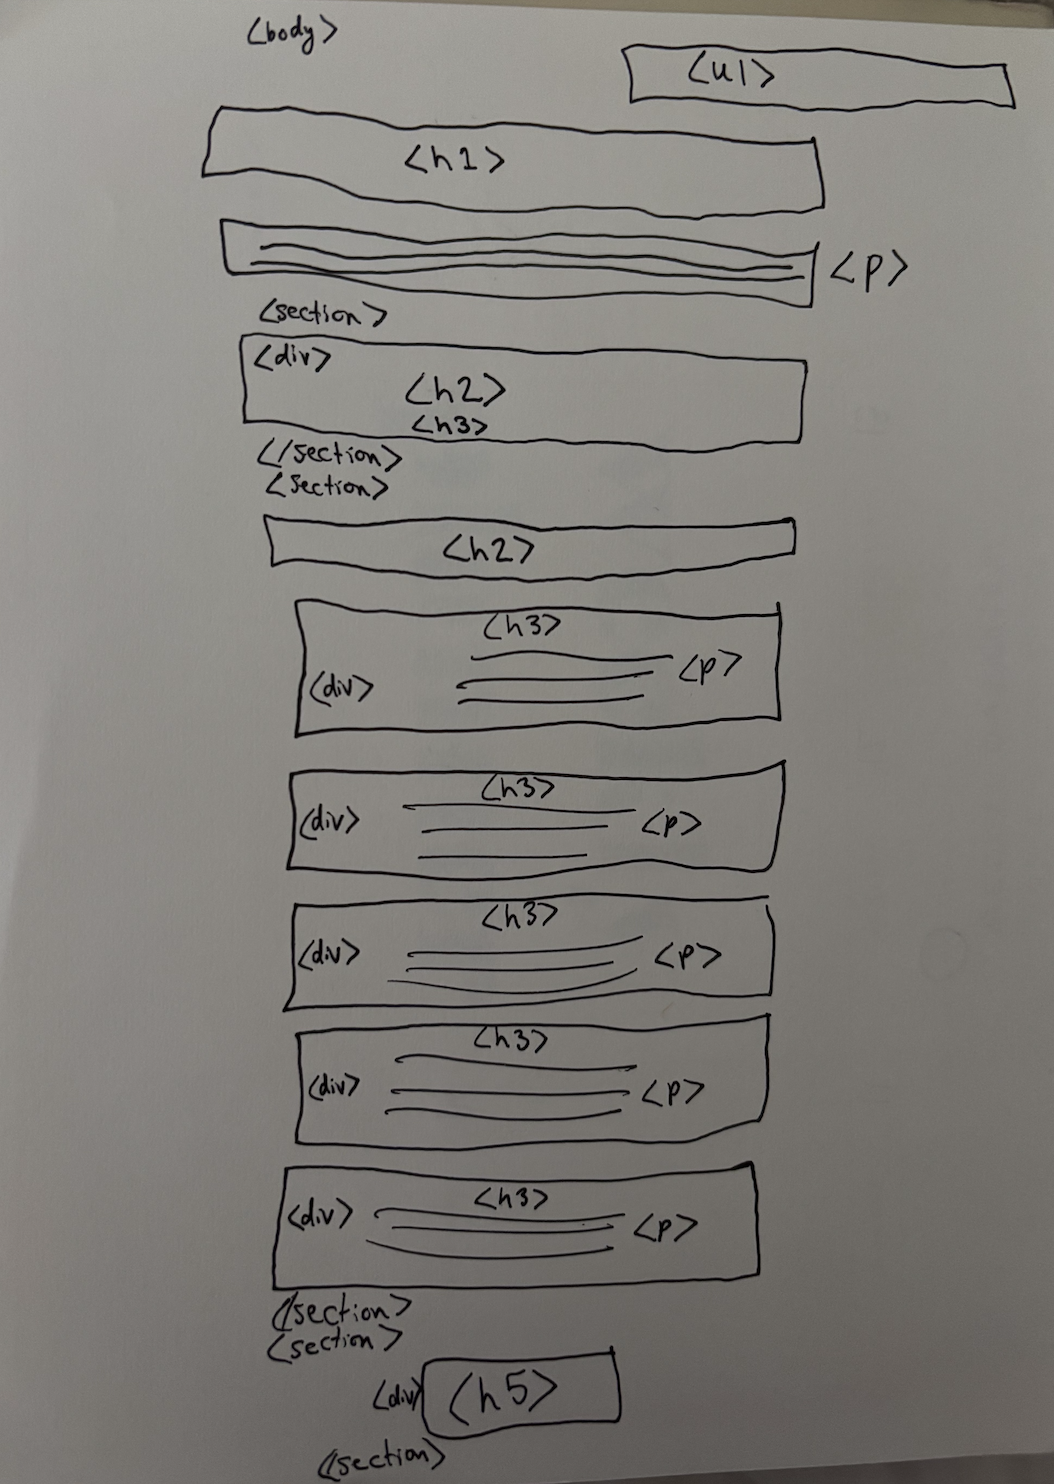 <body>
<ul>
<h1>
<p>
<section>
<div>
<h2>
<h3>
<//section>
<section>
<h2>
<h3>
<p>
<div>
<h3>
<div>
<p>
<h3>
<div>
<p>
<h3>
<div>
<p>
<h3>
<div>
<p>
</section>
<section>
<div>
<h5>
</section>